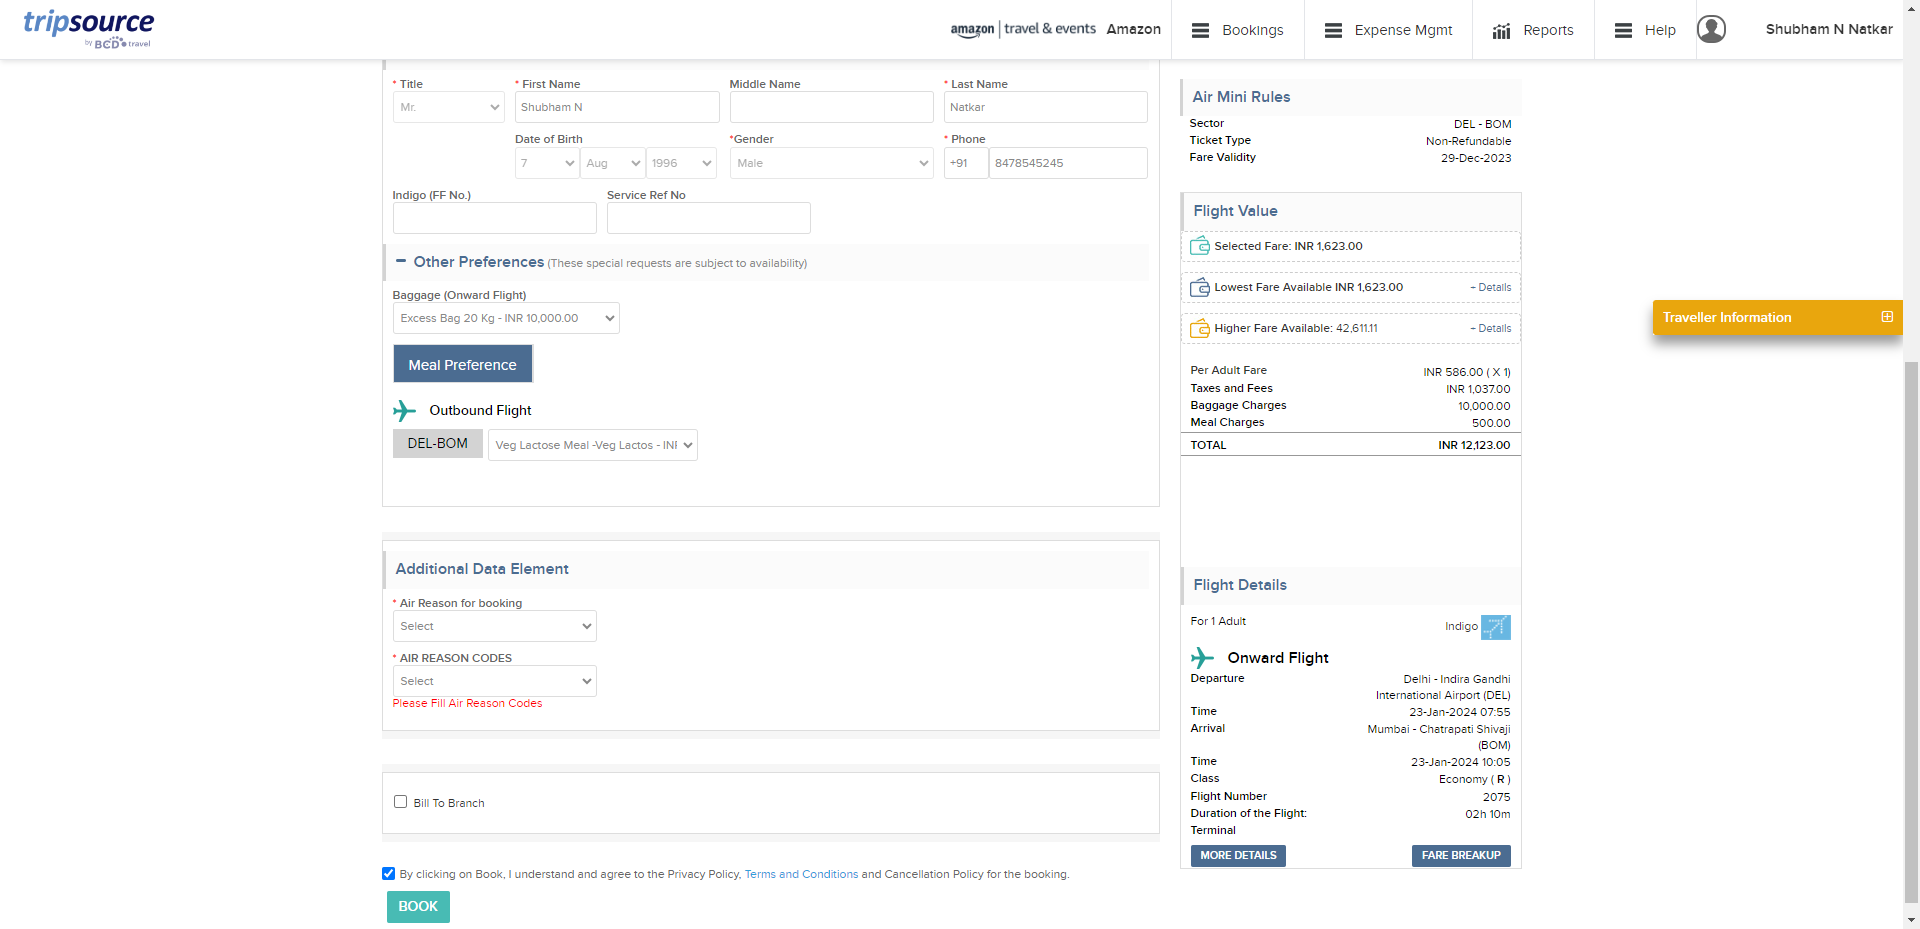 tripsource
by BCD travel
amazon | travel & events Amazon
Bookings
Expense Mgmt
Reports
Help
Shubham N Natkar
* Title
* First Name
Middle Name
* Last Name
Mr.
Shubham N
Natkar
Date of Birth
*Gender
* Phone
7
Aug
1996
Male
+91
8478545245
Indigo (FF No.)
Service Ref No
Other Preferences (These special requests are subject to availability)
Baggage (Onward Flight)
Excess Bag 20 Kg - INR 10,000.00
Meal Preference
Outbound Flight
DEL-BOM
Veg Lactose Meal -Veg Lactos - INR
Additional Data Element
* Air Reason for booking
Select
* AIR REASON CODES
Select
Please Fill Air Reason Codes
Bill To Branch
By clicking on Book, I understand and agree to the Privacy Policy, Terms and Conditions and Cancellation Policy for the booking.
BOOK
Air Mini Rules
Sector DEL - BOM
Ticket Type Non-Refundable
Fare Validity 29-Dec-2023
Flight Value
Selected Fare: INR 1,623.00
Lowest Fare Available INR 1,623.00 + Details
Higher Fare Available: 42,611.11 + Details
Per Adult Fare INR 586.00 ( X 1)
Taxes and Fees INR 1,037.00
Baggage Charges 10,000.00
Meal Charges 500.00
TOTAL INR 12,123.00
Flight Details
For 1 Adult Indigo
Onward Flight
Departure Delhi - Indira Gandhi
International Airport (DEL)
Time 23-Jan-2024 07:55
Arrival Mumbai - Chatrapati Shivaji
(BOM)
Time 23-Jan-2024 10:05
Class Economy ( R )
Flight Number 2075
Duration of the Flight: 02h 10m
Terminal
MORE DETAILS
FARE BREAKUP
Traveller Information